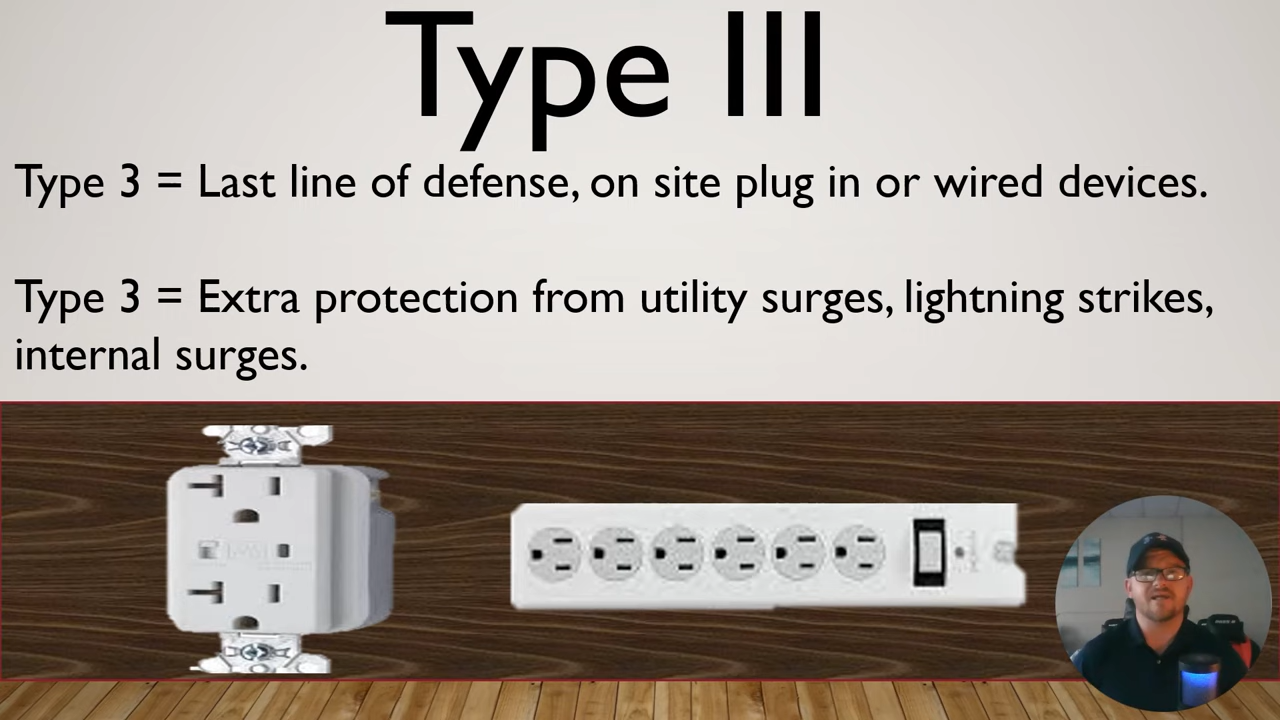 Type III
Type 3 = Last line of defense, on site plug in or wired devices.
Type 3 = Extra protection from utility surges, lightning strikes,
internal surges.